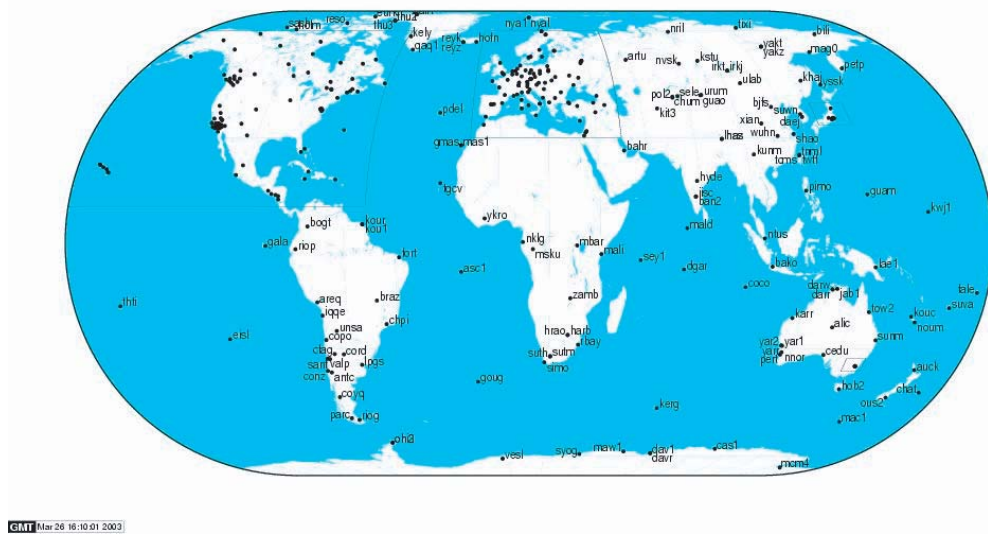 reso
thu3
kely
qaq1
reyk
reyz
hofn
nya1
nyal
nril
tixi
bili
artu
nvsk
kstu
irkt
irkj
yakt
yakz
mag0
petp
pol2
sele
urum
chum
guao
kit3
ulab
khaj
yssk
bjfs
suwn
daej
xian
wuhn
shao
pdel
gmas
mas1
bahr
lhas
kunm
tcms
twtf
hyde
iisc
ban2
pimo
guam
kwj1
bogt
kour
kou1
ykro
nklg
mbar
msku
mali
mald
ntus
gala
riop
fort
asc1
sey1
dgar
bako
lae1
coco
thti
areq
braz
iqqe
chpi
zamb
darw
darr
jab1
tow2
karr
alic
kouc
noum
suva
eisl
unsa
copo
cord
lpgs
valp
conz
antc
hrao
harb
rbay
suth
sutm
simo
yar2
yar1
perl
nnor
cedu
sunm
auck
goug
kerg
hob2
ous2
chat
mac1
coyq
parc
riog
ohi3
vesl
syog
maw1
dav1
davr
cas1
mcm4
GMT Mar 26 16:10:01 2003